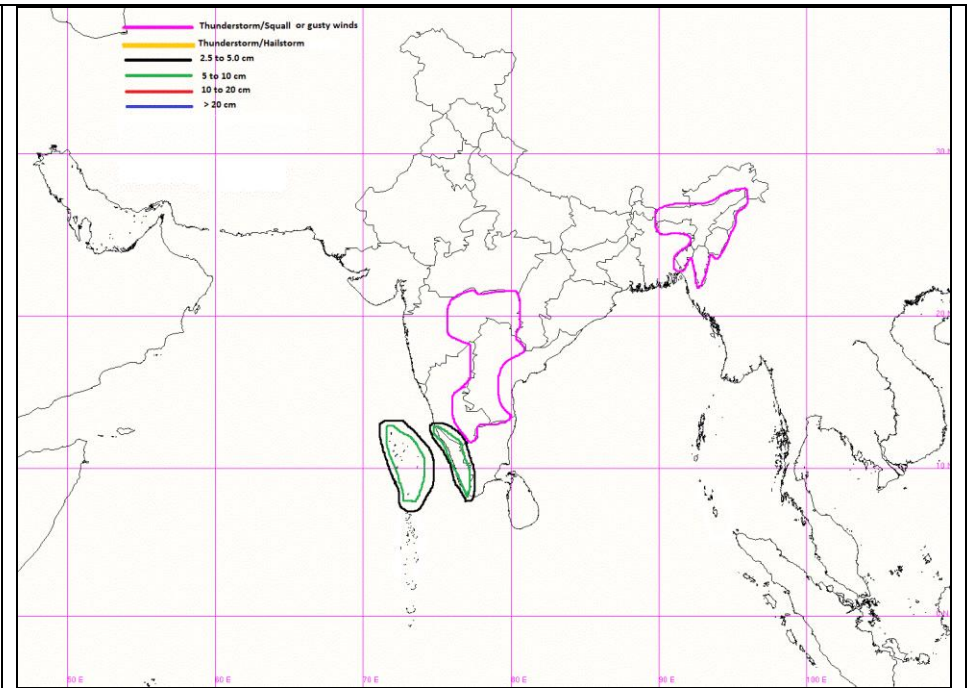 Thunderstorm/Squall or gusty winds
Thunderstorm/Hailstorm
2.5 to 5.0 cm
5 to 10 cm
10 to 20 cm
> 20 cm
60 E
70 E
80 E
90 E
100 E